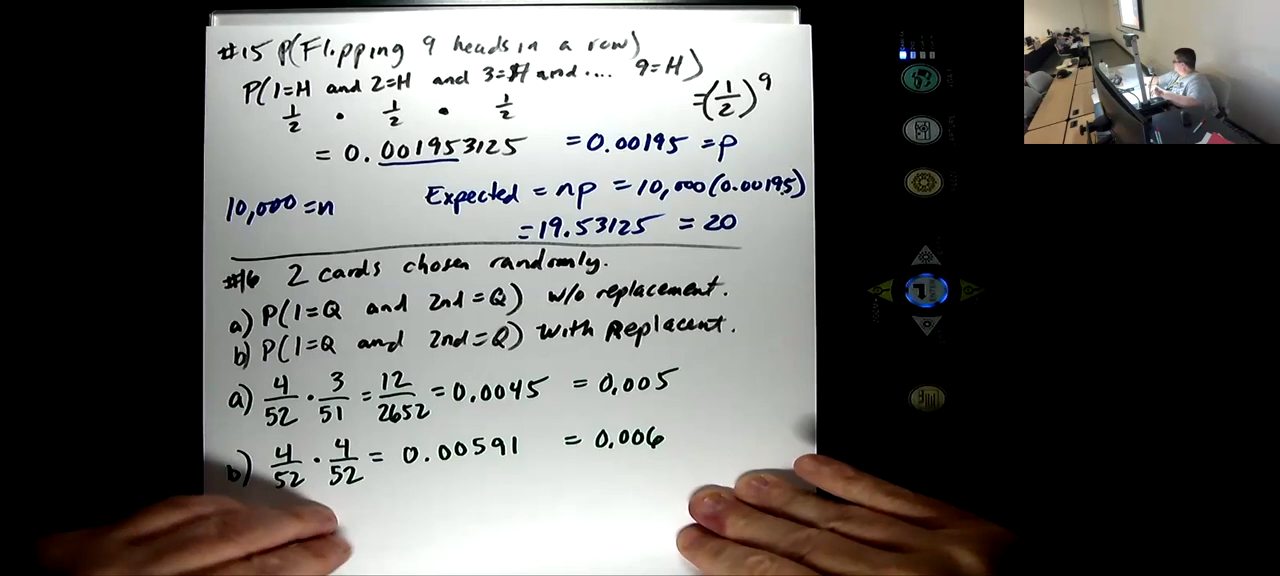 #15 P(Flipping 9 heads in a row)
P(1=H and 2=H and 3=H and.... 9=H)
1/2 • 1/2 • 1/2 =(1/2)^9
= 0.001953125 =0.00195 =p
10,000=n Expected = np =10,000(0.00195)
=19.53125 = 20
#16 2 cards chosen randomly.
a) P(1=Q and 2nd=Q) w/o replacement.
b) P(1=Q and 2nd=Q) with Replacent.
a) 4/52 • 3/51 = 12/2652 = 0.0045 = 0.005
b) 4/52 • 4/52 = 0.00591 = 0.006